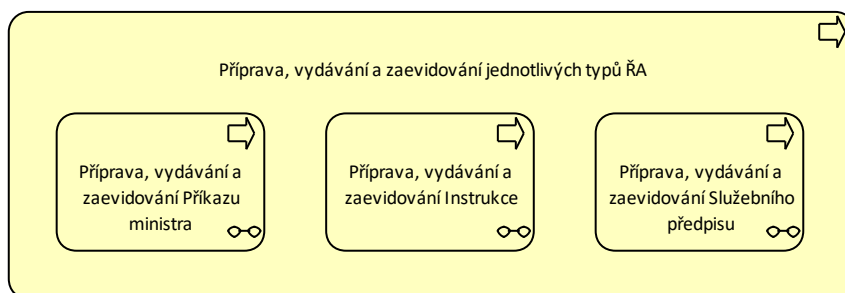 Příprava, vydávání a zaevidování jednotlivých typů ŘA
Příprava, vydávání a
zaevidování Příkazu
ministra
Příprava, vydávání a
zaevidování Instrukce
Příprava, vydávání a
zaevidování Služebního
předpisu